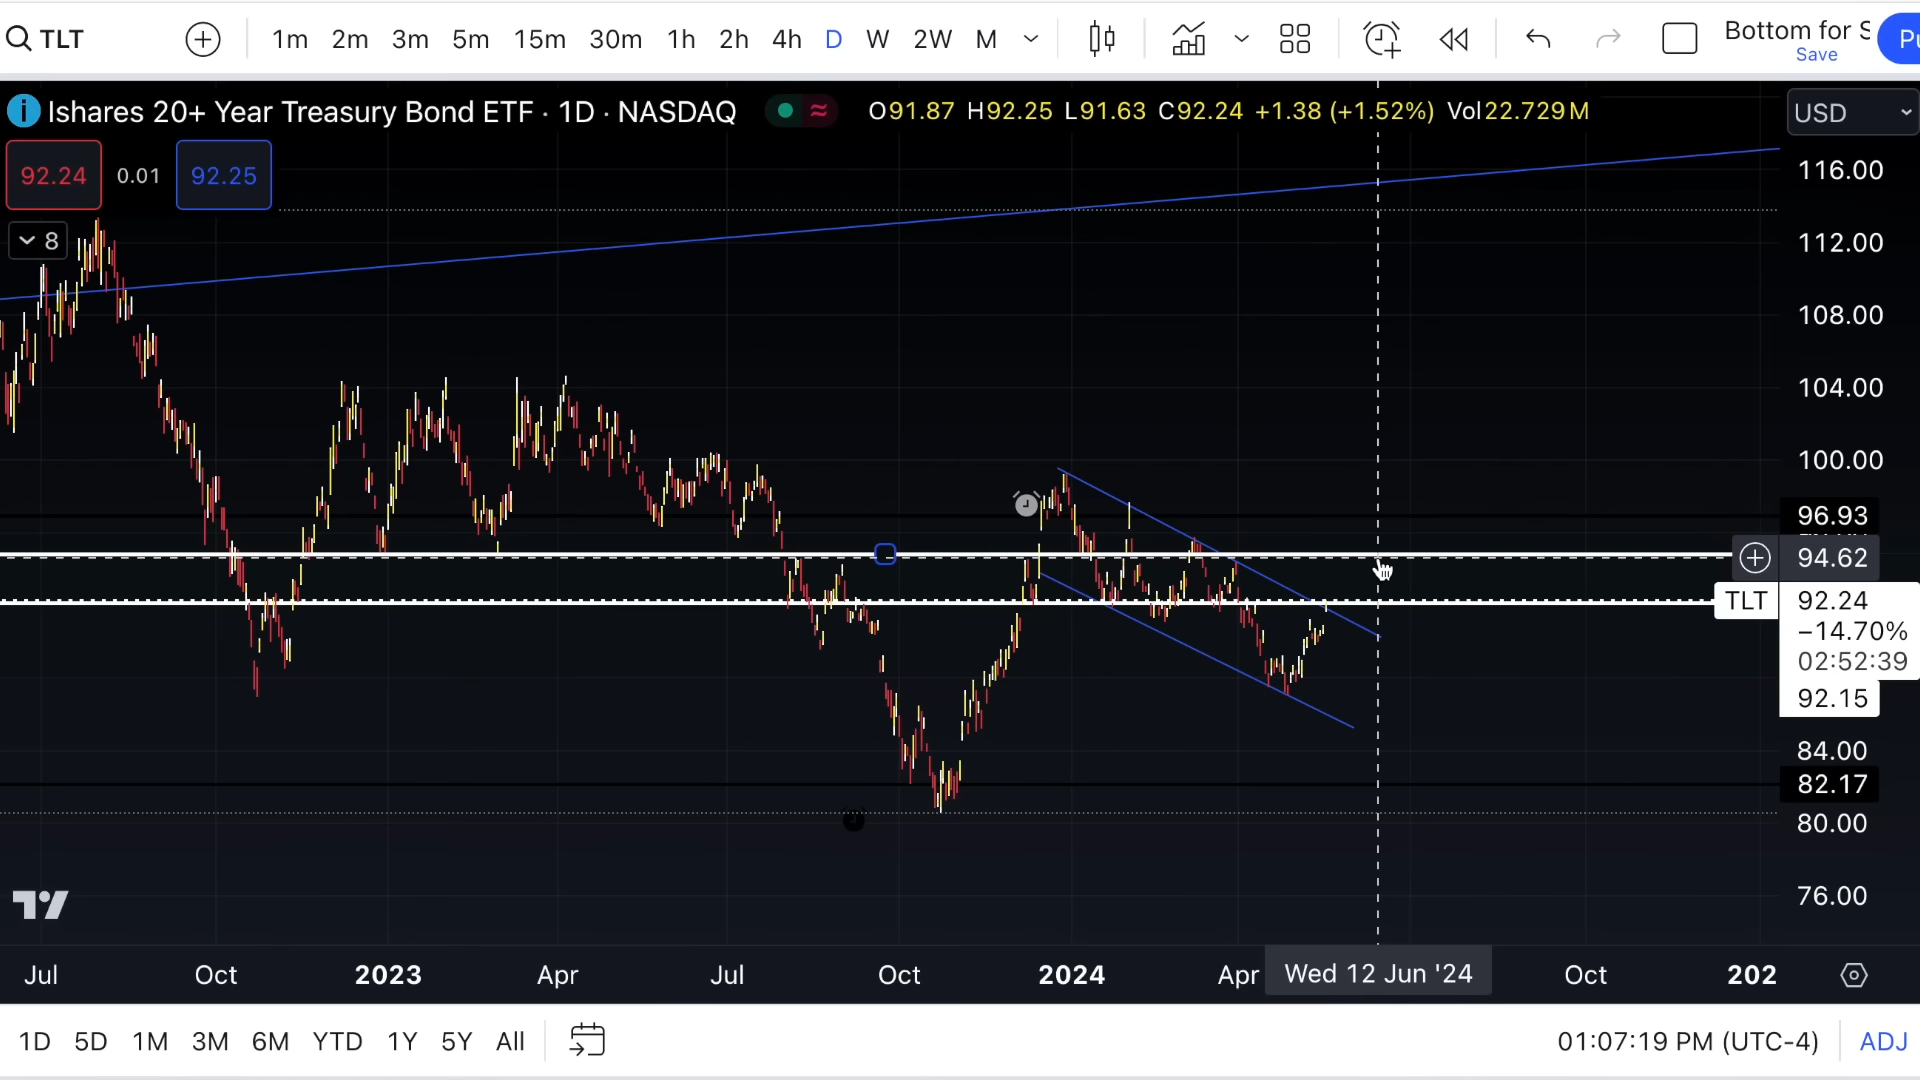 TLT 1m 2m 3m 5m 15m 30m 1h 2h 4h D W 2W M Bottom for S
Save
Ishares 20+ Year Treasury Bond ETF · 1D · NASDAQ O91.87 H92.25 L91.63 C92.24 +1.38 (+1.52%) Vol22.729M
USD
92.24 0.01 92.25
8
116.00
112.00
108.00
104.00
100.00
96.93
94.62
TLT 92.24
−14.70%
02:52:39
92.15
84.00
82.17
80.00
76.00
Jul Oct 2023 Apr Jul Oct 2024 Apr Wed 12 Jun '24 Oct 202
1D 5D 1M 3M 6M YTD 1Y 5Y All 01:07:19 PM (UTC-4) ADJ